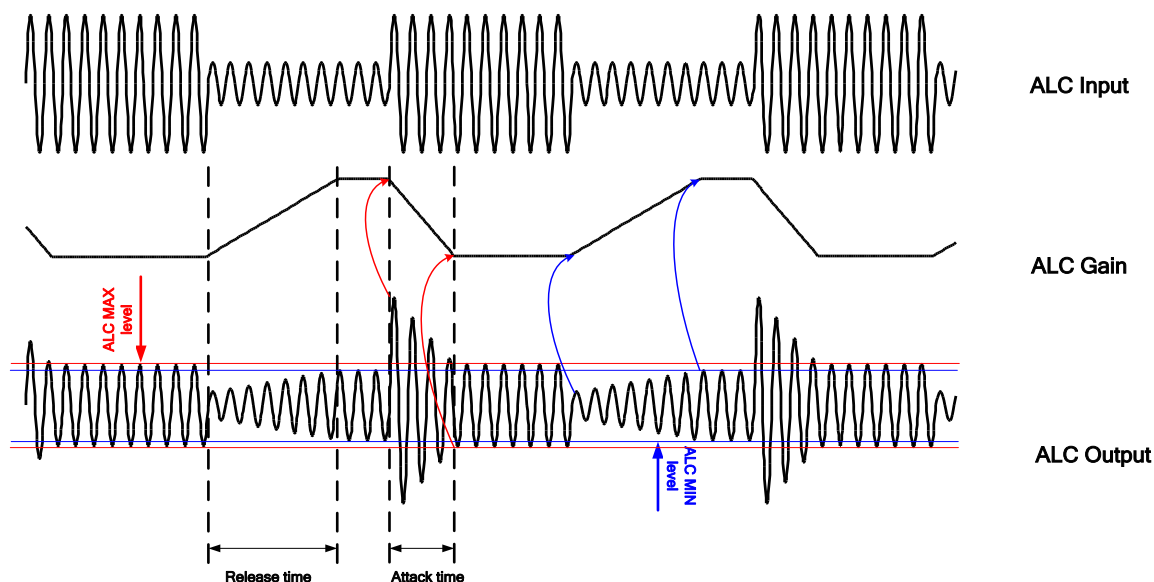 ALC Input
ALC Gain
ALC MAX
level
ALC MIN
level
ALC Output
Release time
Attack time